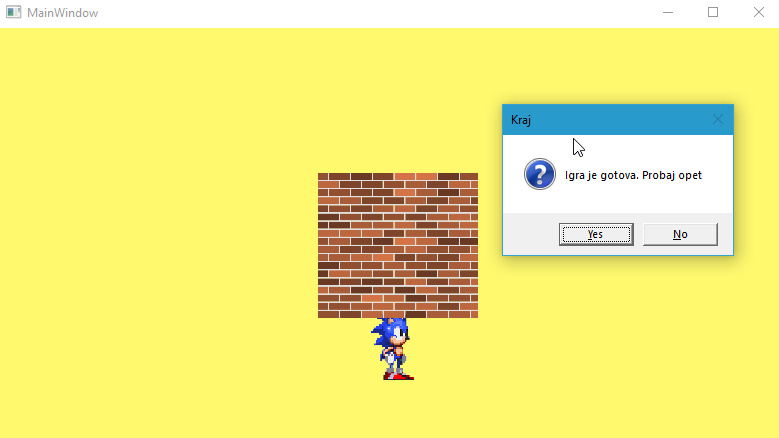 MainWindow
Kraj
Igra je gotova. Probaj opet
Yes
No